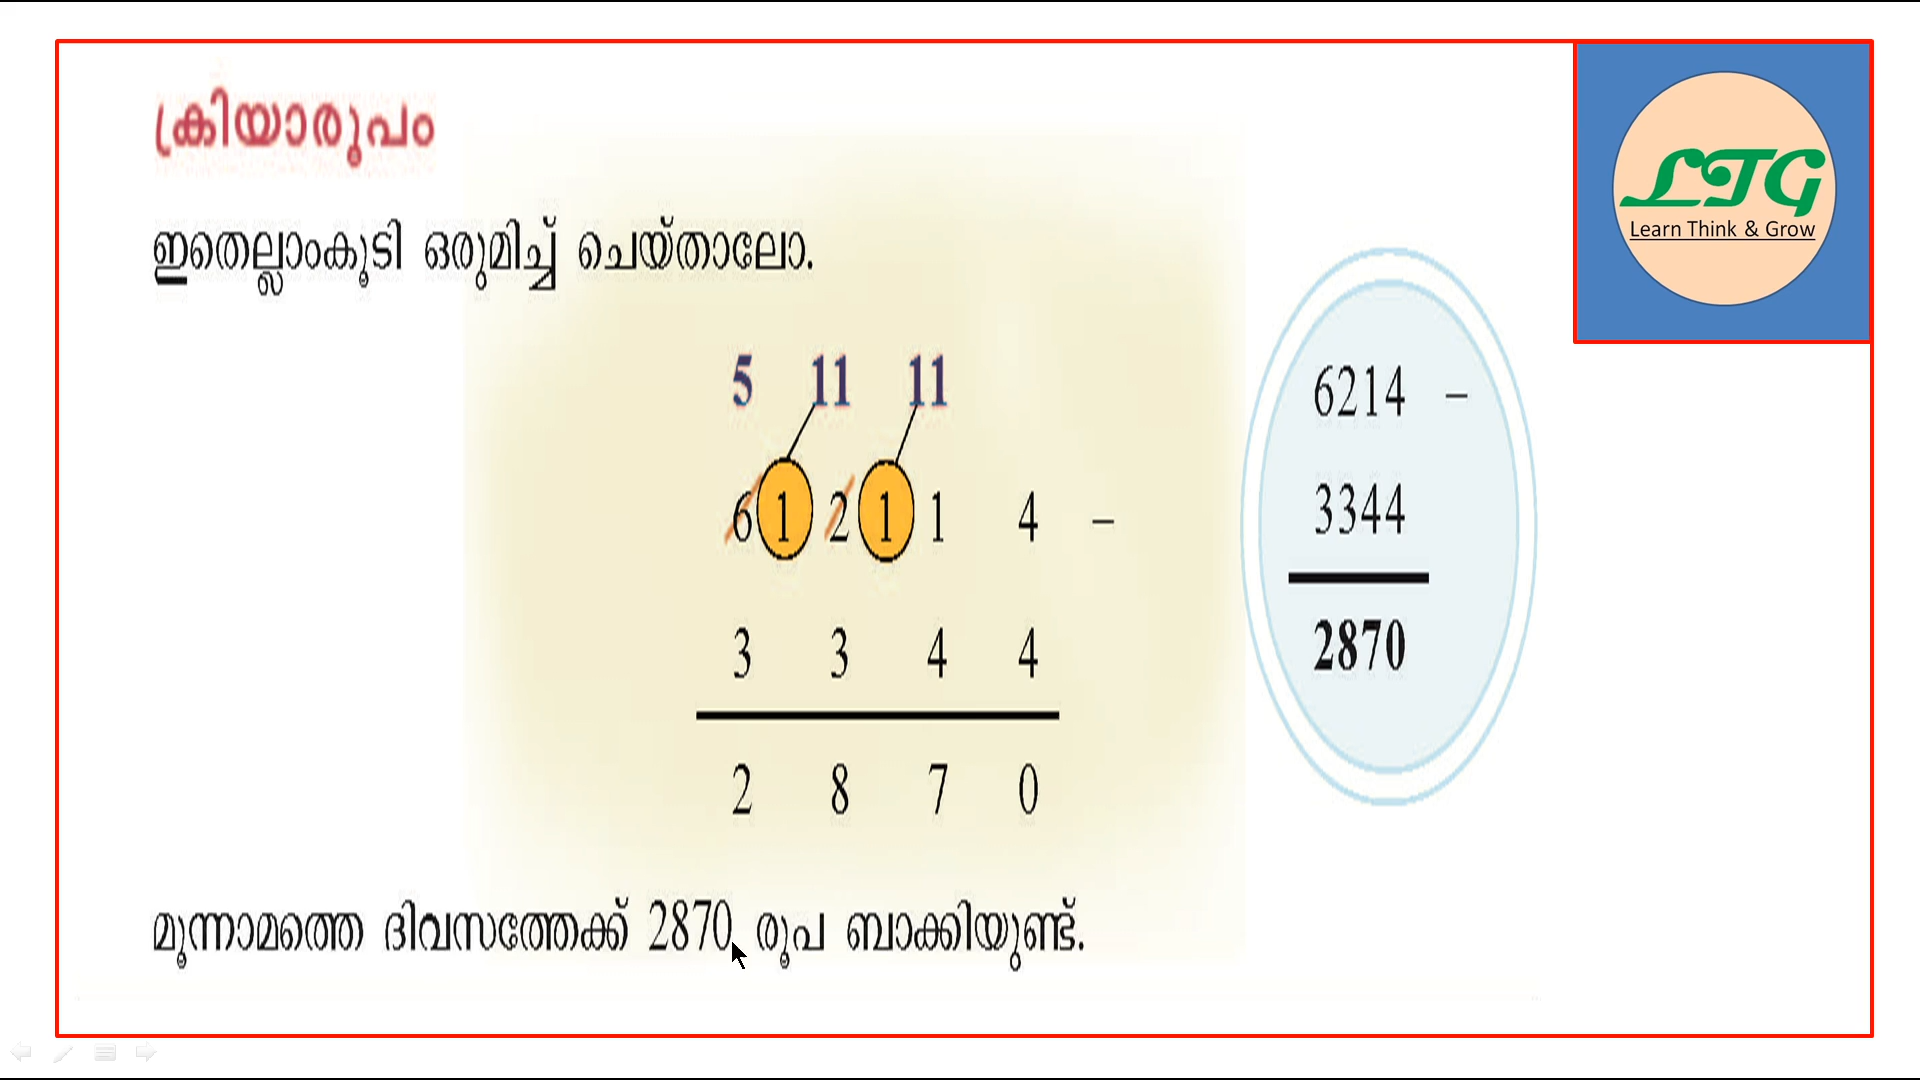 ക്രിയാരൂപം
ഇതെല്ലാംകൂടി ഒരുമിച്ച് ചെയ്താലോ.
LTG
Learn Think & Grow
5 11 11
6 1 2 1 1 4 –
3 3 4 4
2 8 7 0
6214 –
3344
2870
മൂന്നാമത്തെ ദിവസത്തേക്ക് 2870 രൂപ ബാക്കിയുണ്ട്.